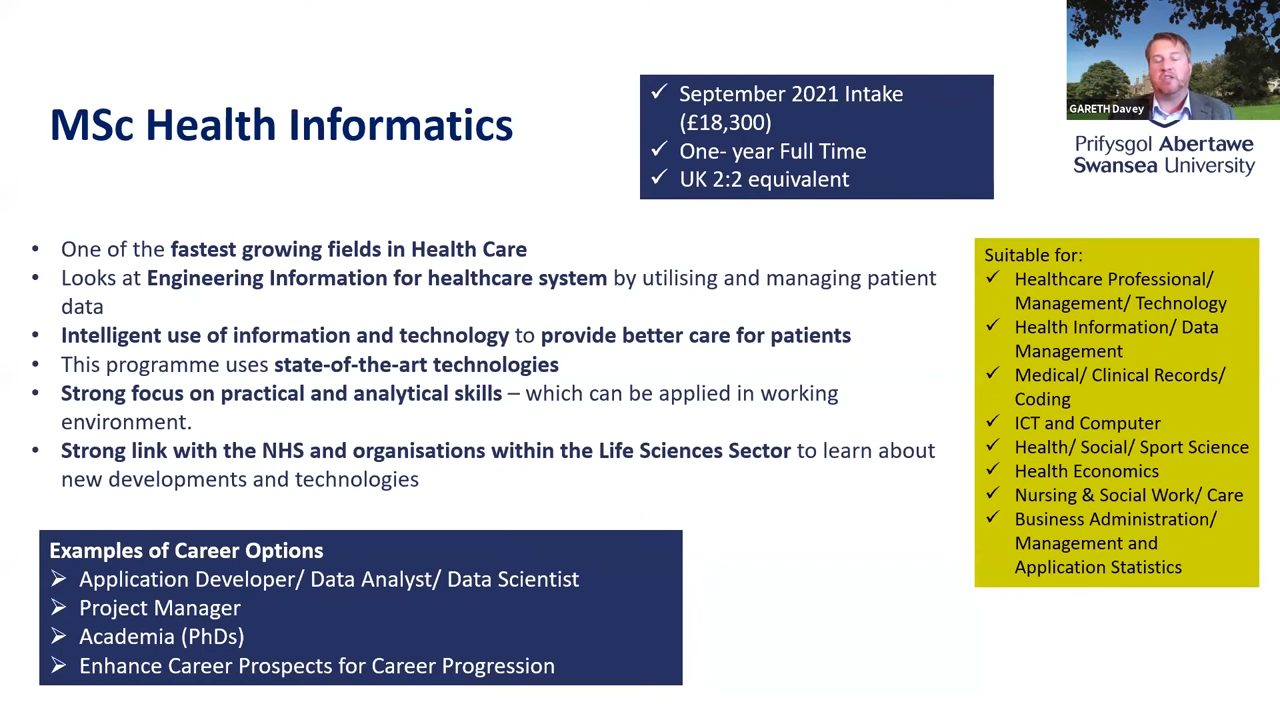 MSc Health Informatics
✓ September 2021 Intake
(£18,300)
✓ One- year Full Time
✓ UK 2:2 equivalent
GARETH Davey
Prifysgol Abertawe
Swansea University
• One of the fastest growing fields in Health Care
• Looks at Engineering Information for healthcare system by utilising and managing patient
data
• Intelligent use of information and technology to provide better care for patients
• This programme uses state-of-the-art technologies
• Strong focus on practical and analytical skills – which can be applied in working
environment.
• Strong link with the NHS and organisations within the Life Sciences Sector to learn about
new developments and technologies
Suitable for:
✓ Healthcare Professional/
Management/ Technology
✓ Health Information/ Data
Management
✓ Medical/ Clinical Records/
Coding
✓ ICT and Computer
✓ Health/ Social/ Sport Science
✓ Health Economics
✓ Nursing & Social Work/ Care
✓ Business Administration/
Management and
Application Statistics
Examples of Career Options
➢ Application Developer/ Data Analyst/ Data Scientist
➢ Project Manager
➢ Academia (PhDs)
➢ Enhance Career Prospects for Career Progression